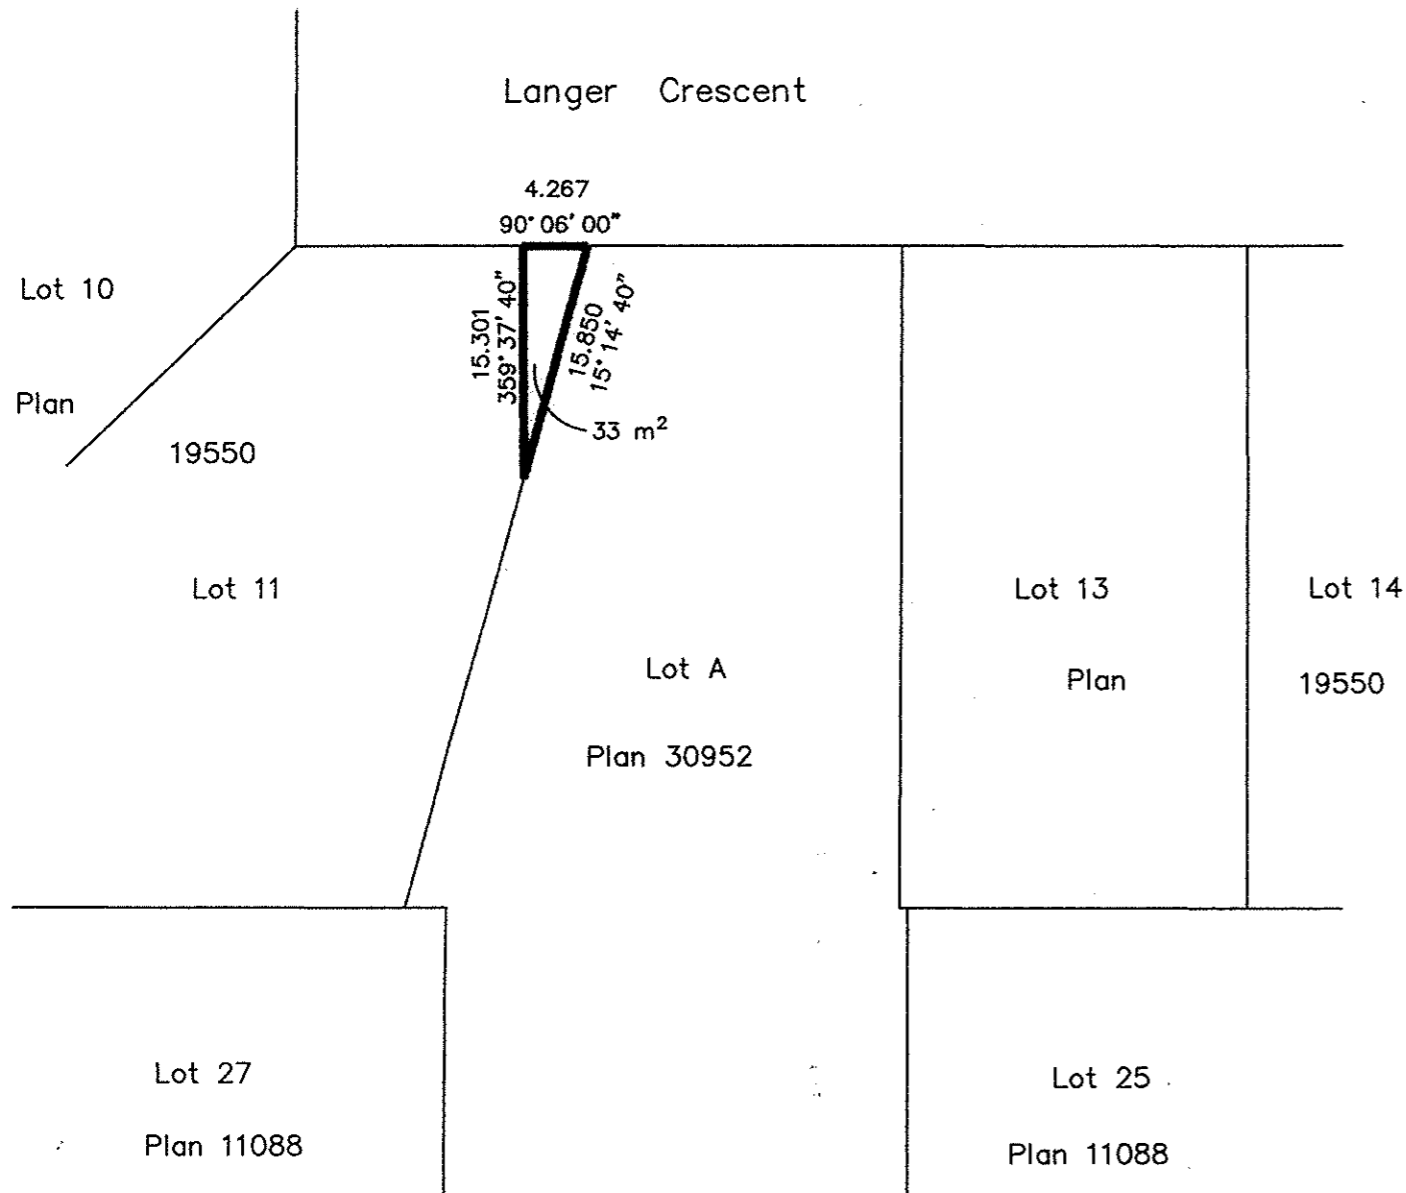 Langer Crescent
4.267
90° 06' 00"
Lot 10
15.301
359° 37' 40"
15.850
15° 14' 40"
Plan
33 m²
19550
Lot 11
Lot 13
Lot 14
Lot A
Plan
19550
Plan 30952
Lot 27
Lot 25
Plan 11088
Plan 11088